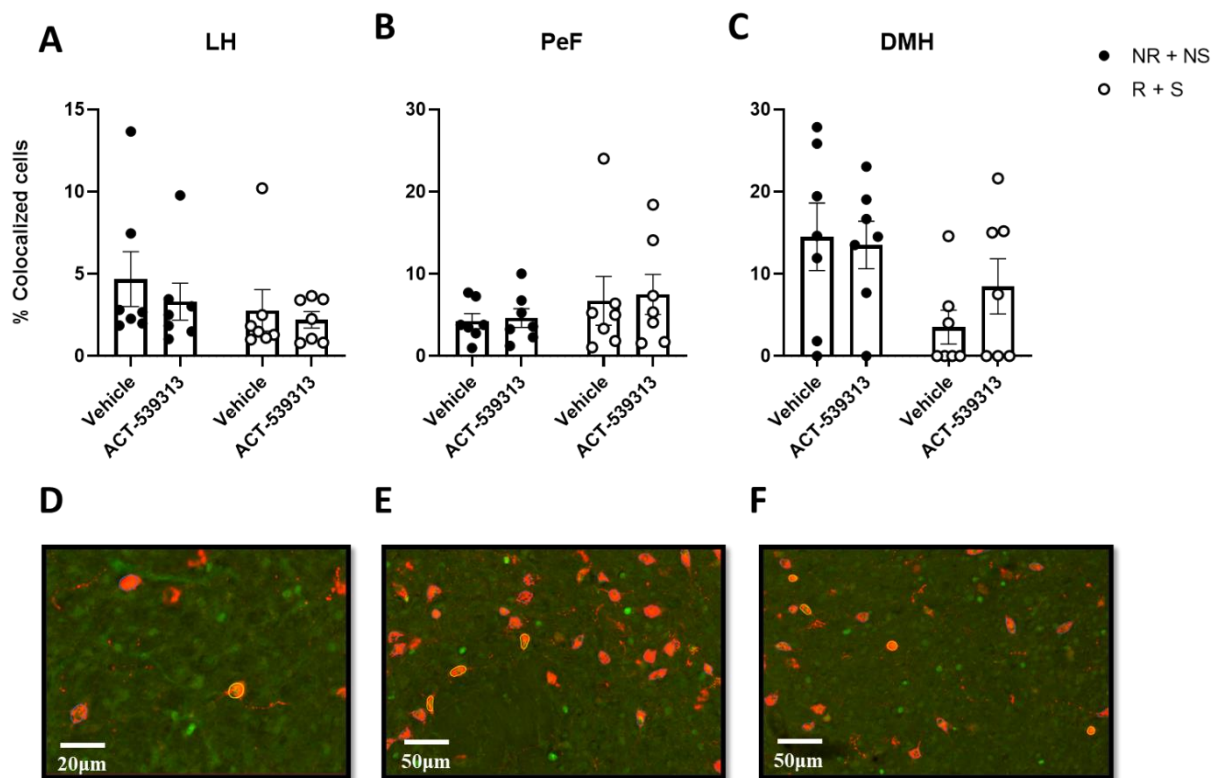 A
LH
B
PeF
C
DMH
NR + NS
R + S
% Colocalized cells
15
10
5
0
Vehicle
ACT-539313
Vehicle
ACT-539313
30
20
10
0
Vehicle
ACT-539313
Vehicle
ACT-539313
30
20
10
0
Vehicle
ACT-539313
Vehicle
ACT-539313
D
E
F
20μm
50μm
50μm